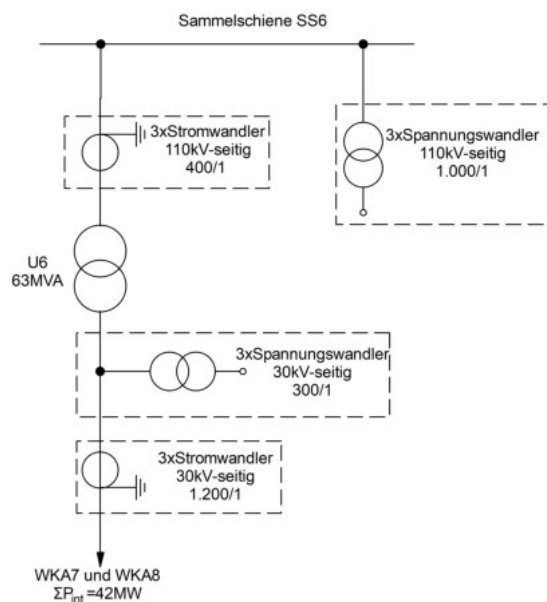 Sammelschiene SS6
3xStromwandler
110kV-seitig
400/1
3xSpannungswandler
110kV-seitig
1.000/1
U6
63MVA
3xSpannungswandler
30kV-seitig
300/1
3xStromwandler
30kV-seitig
1.200/1
WKA7 und WKA8
ΣPint =42MW